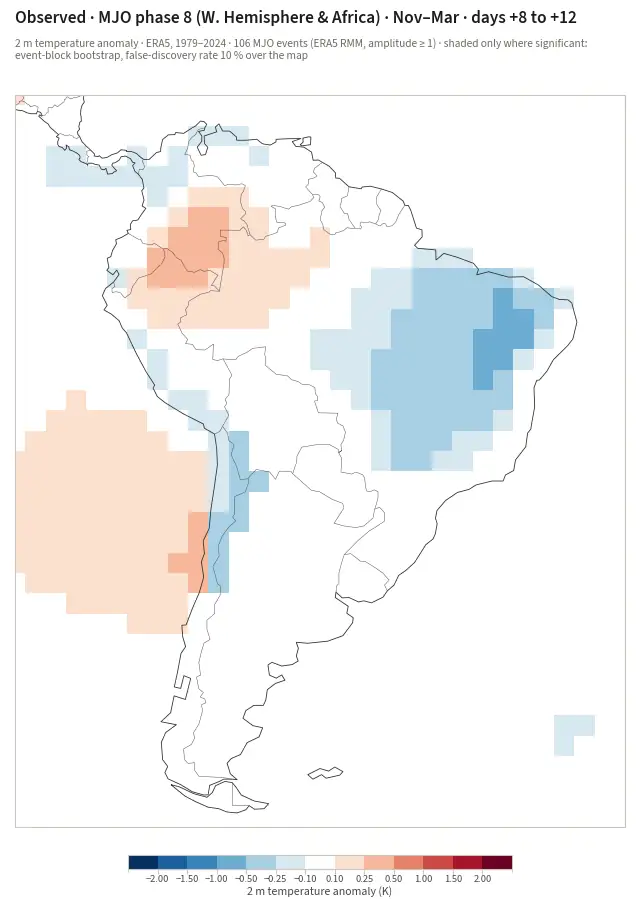 Observed · MJO phase 8 (W. Hemisphere & Africa) · Nov–Mar · days +8 to +12
2 m temperature anomaly · ERA5, 1979–2024 · 106 MJO events (ERA5 RMM, amplitude ≥ 1) · shaded only where significant:
event-block bootstrap, false-discovery rate 10 % over the map
−2.00 −1.50 −1.00 −0.50 −0.25 −0.10 0.10 0.25 0.50 1.00 1.50 2.00
2 m temperature anomaly (K)